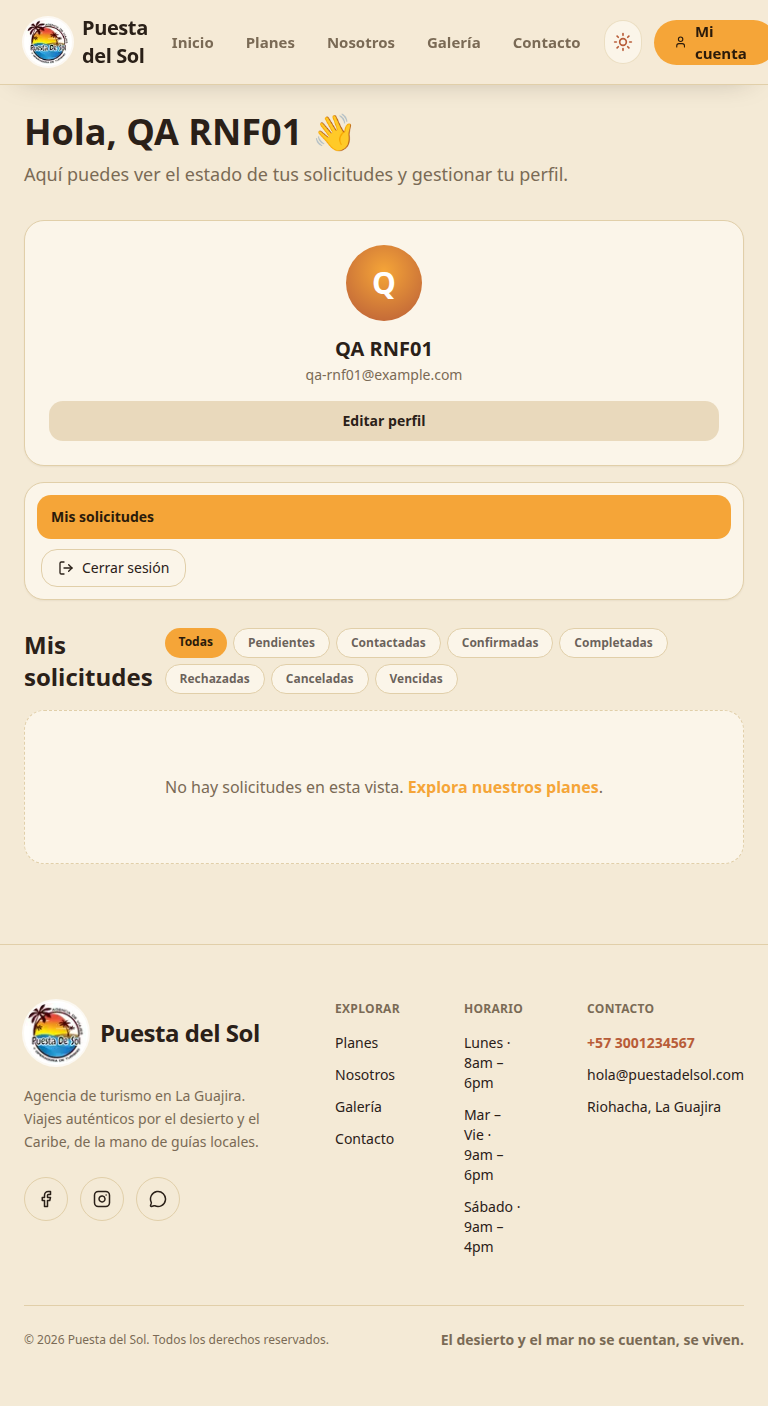 Puesta
del Sol
Inicio
Planes
Nosotros
Galería
Contacto
Mi
cuenta
Hola, QA RNF01 👋
Aquí puedes ver el estado de tus solicitudes y gestionar tu perfil.
Q
QA RNF01
qa-rnf01@example.com
Editar perfil
Mis solicitudes
Cerrar sesión
Mis
solicitudes
Todas
Pendientes
Contactadas
Confirmadas
Completadas
Rechazadas
Canceladas
Vencidas
No hay solicitudes en esta vista. Explora nuestros planes.
Puesta De Sol
Puesta del Sol
Agencia de turismo en La Guajira.
Viajes auténticos por el desierto y el
Caribe, de la mano de guías locales.
EXPLORAR
Planes
Nosotros
Galería
Contacto
HORARIO
Lunes ·
8am –
6pm
Mar –
Vie ·
9am –
6pm
Sábado ·
9am –
4pm
CONTACTO
+57 3001234567
hola@puestadelsol.com
Riohacha, La Guajira
© 2026 Puesta del Sol. Todos los derechos reservados.
El desierto y el mar no se cuentan, se viven.